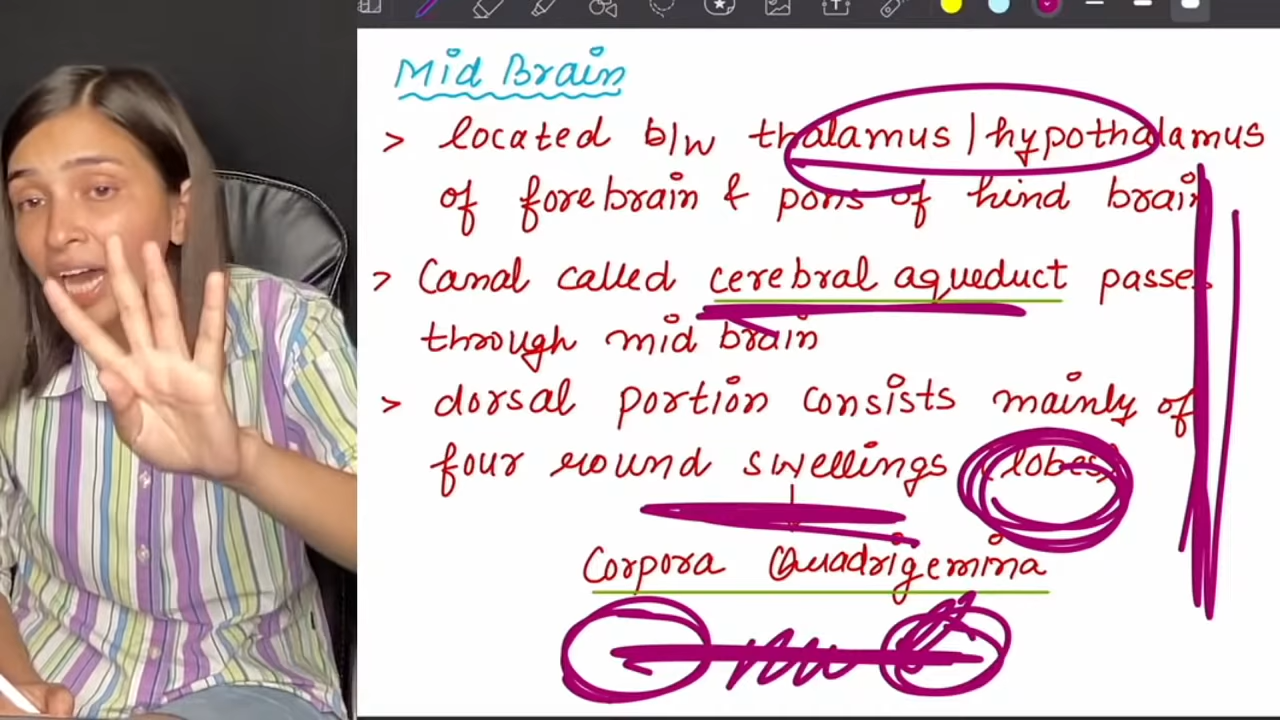 Mid Brain
> located b/w thalamus / hypothalamus
of forebrain & pons of hind brain
> Canal called cerebral aqueduct passes
through mid brain
> dorsal portion consists mainly of
four round swellings (lobes)
Corpora Quadrigemina